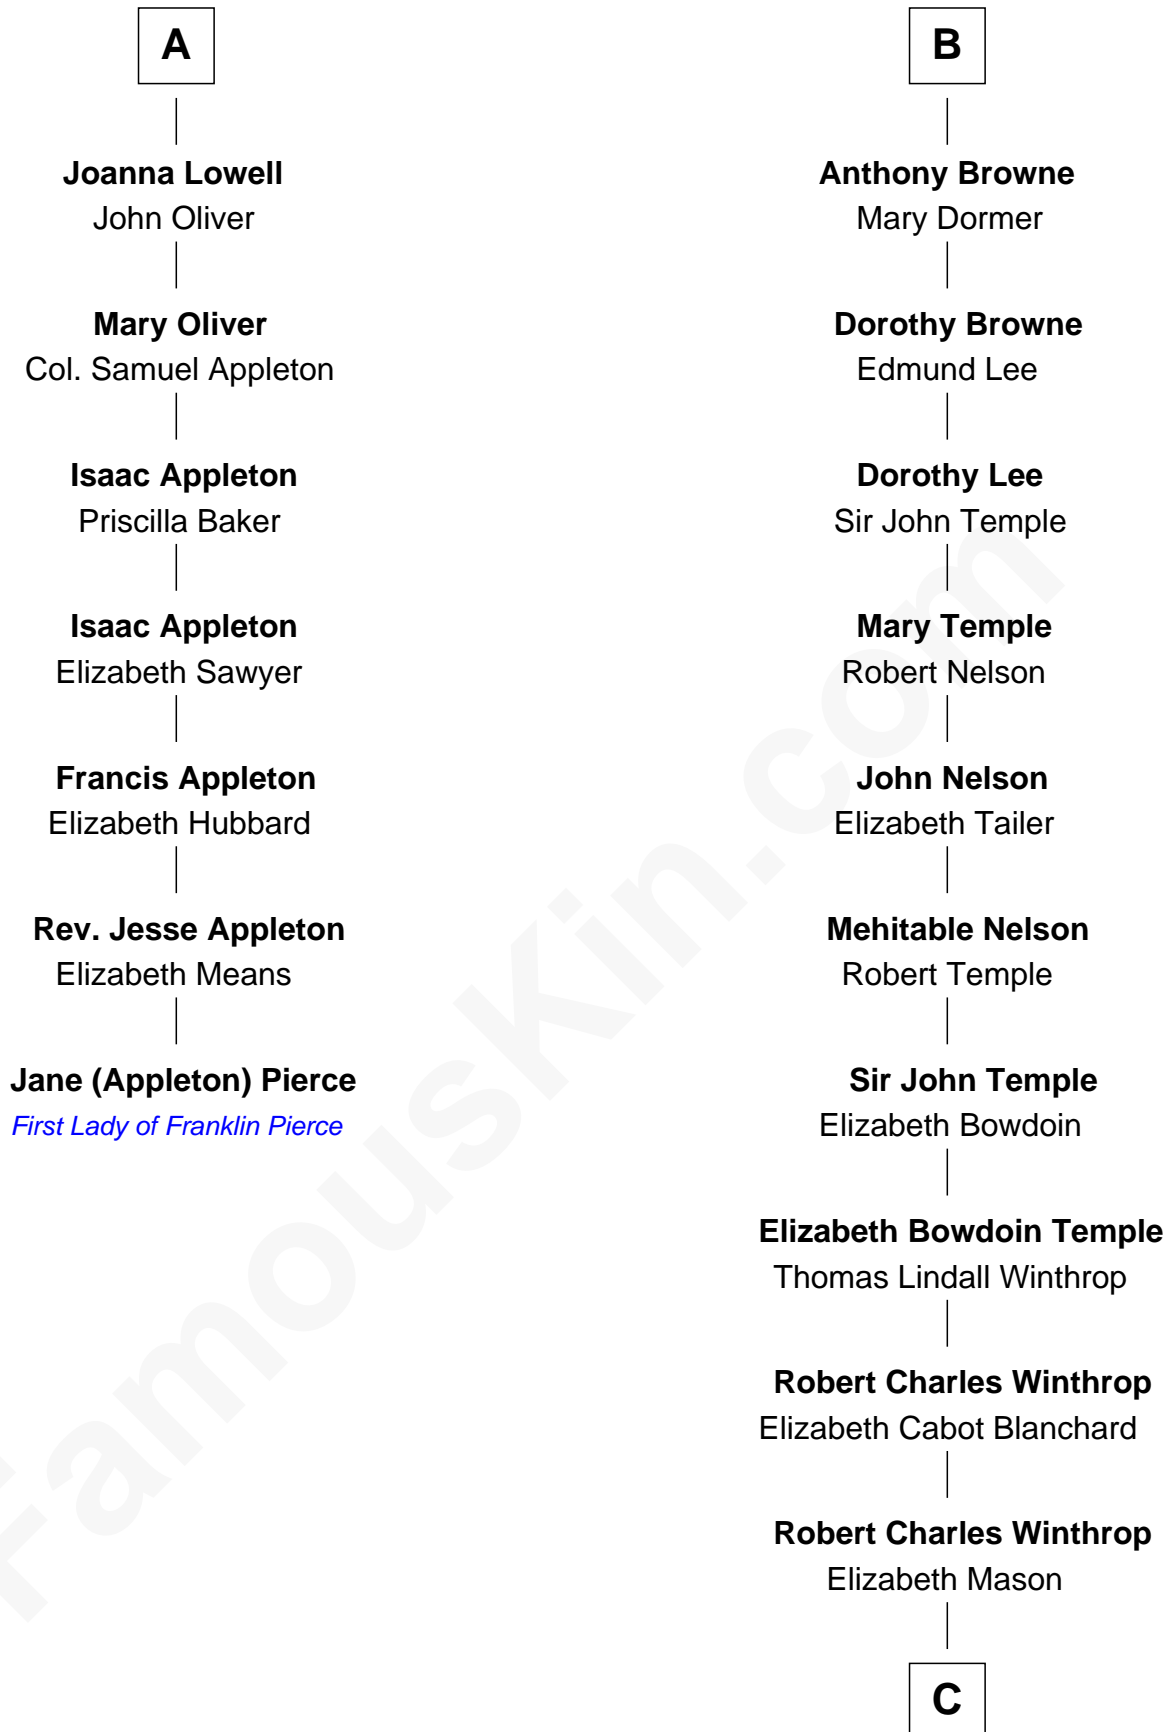 A
Joanna Lowell
John Oliver
Mary Oliver
Col. Samuel Appleton
Isaac Appleton
Priscilla Baker
Isaac Appleton
Elizabeth Sawyer
Francis Appleton
Elizabeth Hubbard
Rev. Jesse Appleton
Elizabeth Means
Jane (Appleton) Pierce
First Lady of Franklin Pierce
B
Anthony Browne
Mary Dormer
Dorothy Browne
Edmund Lee
Dorothy Lee
Sir John Temple
Mary Temple
Robert Nelson
John Nelson
Elizabeth Tailer
Mehitable Nelson
Robert Temple
Sir John Temple
Elizabeth Bowdoin
Elizabeth Bowdoin Temple
Thomas Lindall Winthrop
Robert Charles Winthrop
Elizabeth Cabot Blanchard
Robert Charles Winthrop
Elizabeth Mason
C
FamousKin.com